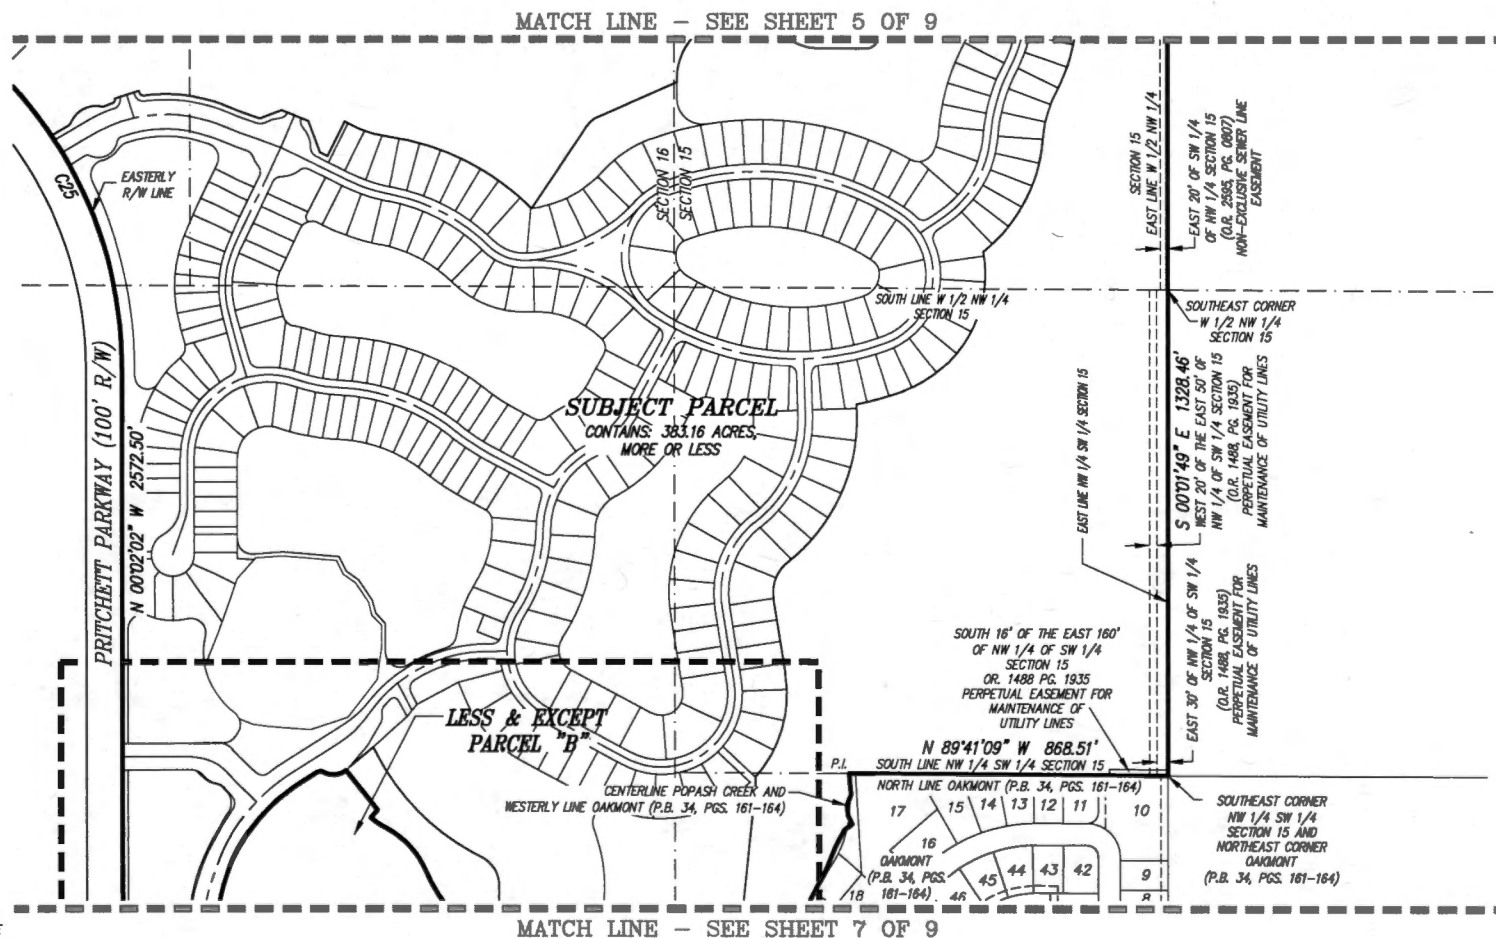 MATCH LINE - SEE SHEET 5 OF 9
C25
EASTERLY
R/W LINE
SECTION 16
SECTION 15
SECTION 15
EAST LINE W 1/2 NW 1/4
EAST 20' OF SW 1/4
OF NW 1/4 SECTION 15
(O.R. 2595, PG. 0807)
NON-EXCLUSIVE SEWER LINE
EASEMENT
SOUTH LINE W 1/2 NW 1/4
SECTION 15
SOUTHEAST CORNER
W 1/2 NW 1/4
SECTION 15
PRITCHETT PARKWAY (100' R/W)
N 00°02'02" W 2572.50'
SUBJECT PARCEL
CONTAINS: 383.16 ACRES,
MORE OR LESS
EAST LINE NW 1/4 SW 1/4 SECTION 15
S 00°01'49" E 1328.46'
WEST 20' OF THE EAST 50' OF
NW 1/4 OF SW 1/4 SECTION 15
(O.R. 1488, PG. 1935)
PERPETUAL EASEMENT FOR
MAINTENANCE OF UTILITY LINES
EAST 30' OF NW 1/4 OF SW 1/4
SECTION 15
(O.R. 1488, PG. 1935)
PERPETUAL EASEMENT FOR
MAINTENANCE OF UTILITY LINES
SOUTH 16' OF THE EAST 160'
OF NW 1/4 OF SW 1/4
SECTION 15
OR. 1488 PG. 1935
PERPETUAL EASEMENT FOR
MAINTENANCE OF
UTILITY LINES
LESS & EXCEPT
PARCEL "B"
N 89°41'09" W 868.51'
P.I.
SOUTH LINE NW 1/4 SW 1/4 SECTION 15
NORTH LINE OAKMONT (P.B. 34, PGS. 161-164)
CENTERLINE POPASH CREEK AND
WESTERLY LINE OAKMONT (P.B. 34, PGS. 161-164)
SOUTHEAST CORNER
NW 1/4 SW 1/4
SECTION 15 AND
NORTHEAST CORNER
OAKMONT
(P.B. 34, PGS. 161-164)
17
15
14
13
12
11
10
16
OAKMONT
(P.B. 34, PGS.
161-164)
18
46
45
44
43
42
9
8
MATCH LINE - SEE SHEET 7 OF 9